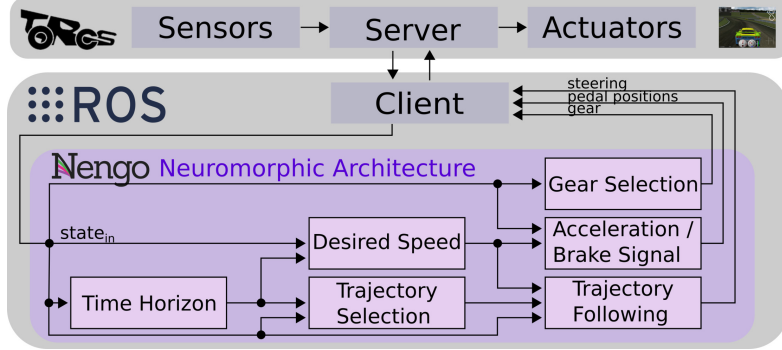 TORCS
Sensors
Server
Actuators
ROS
Client
steering
pedal positions
gear
Nengo Neuromorphic Architecture
Gear Selection
state_in
Desired Speed
Acceleration /
Brake Signal
Time Horizon
Trajectory
Selection
Trajectory
Following